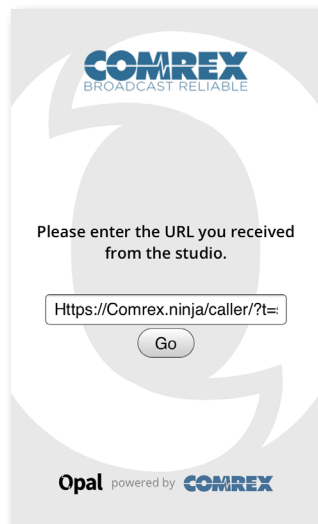 COMREX
BROADCAST RELIABLE
Please enter the URL you received
from the studio.
Https://Comrex.ninja/caller/?t=
Go
Opal powered by COMREX